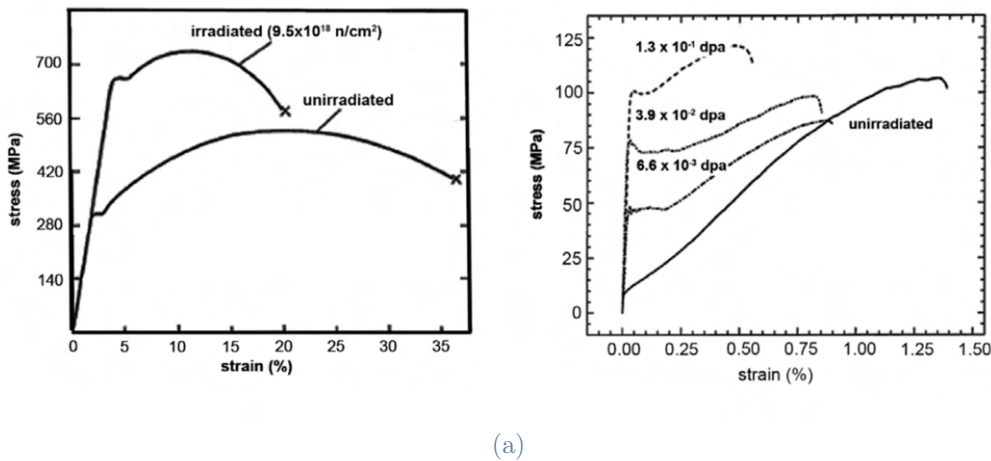 irradiated (9.5x10¹⁸ n/cm²)
unirradiated
700
560
420
280
140
stress (MPa)
0 5 10 15 20 25 30 35
strain (%)
1.3 x 10⁻¹ dpa
3.9 x 10⁻² dpa
6.6 x 10⁻³ dpa
unirradiated
125
100
75
50
25
0
stress (MPa)
0.00 0.25 0.50 0.75 1.00 1.25 1.50
strain (%)
(a)